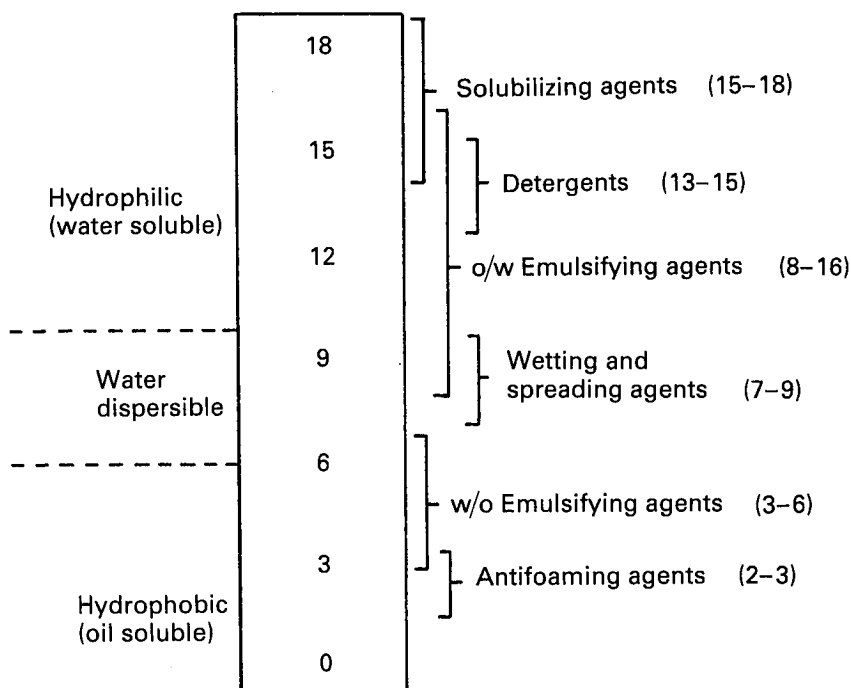 18
Solubilizing agents (15–18)
15
Detergents (13–15)
Hydrophilic
(water soluble)
12
o/w Emulsifying agents (8–16)
9
Wetting and
spreading agents (7–9)
Water
dispersible
6
w/o Emulsifying agents (3–6)
3
Antifoaming agents (2–3)
Hydrophobic
(oil soluble)
0